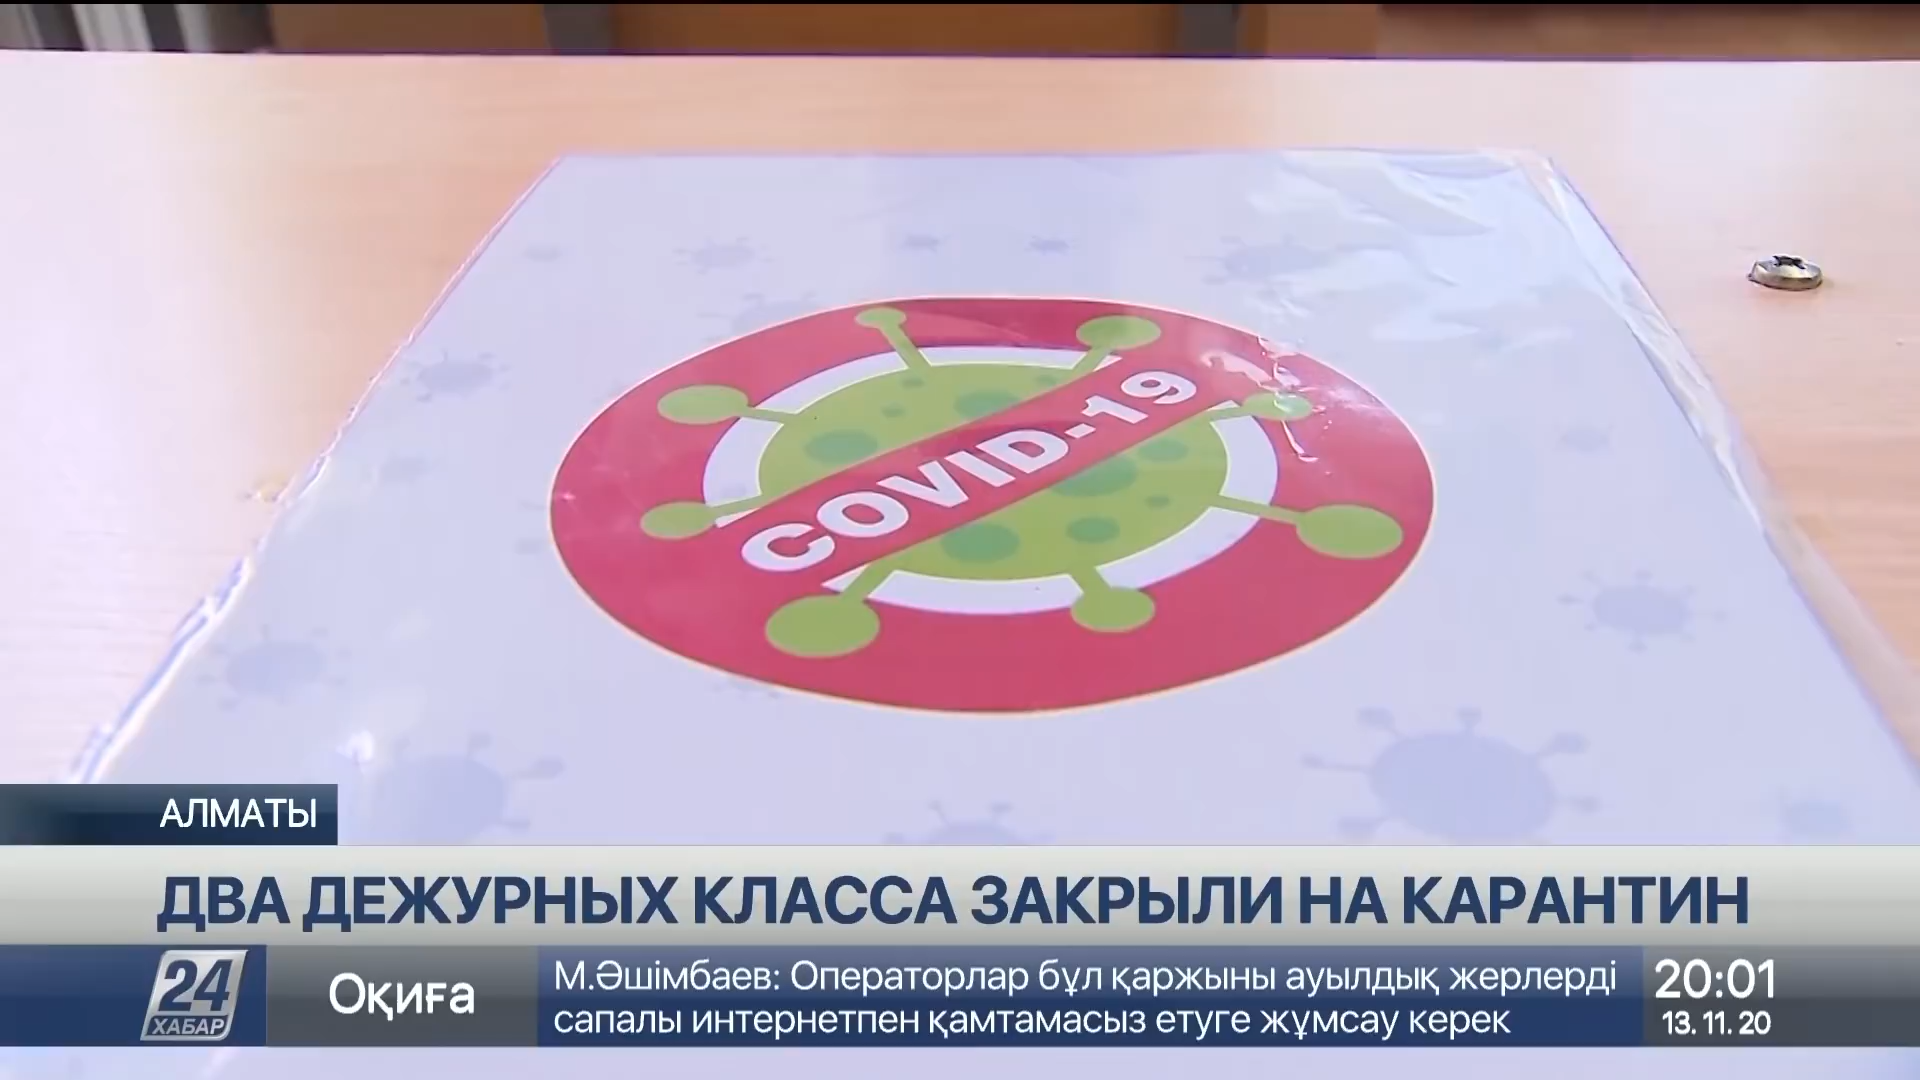 COVID-19
АЛМАТЫ
ДВА ДЕЖУРНЫХ КЛАССА ЗАКРЫЛИ НА КАРАНТИН
24
ХАБАР
Оқиға
М.Әшімбаев: Операторлар бұл қаржыны ауылдық жерлерді
сапалы интернетпен қамтамасыз етуге жұмсау керек
20:01
13. 11. 20